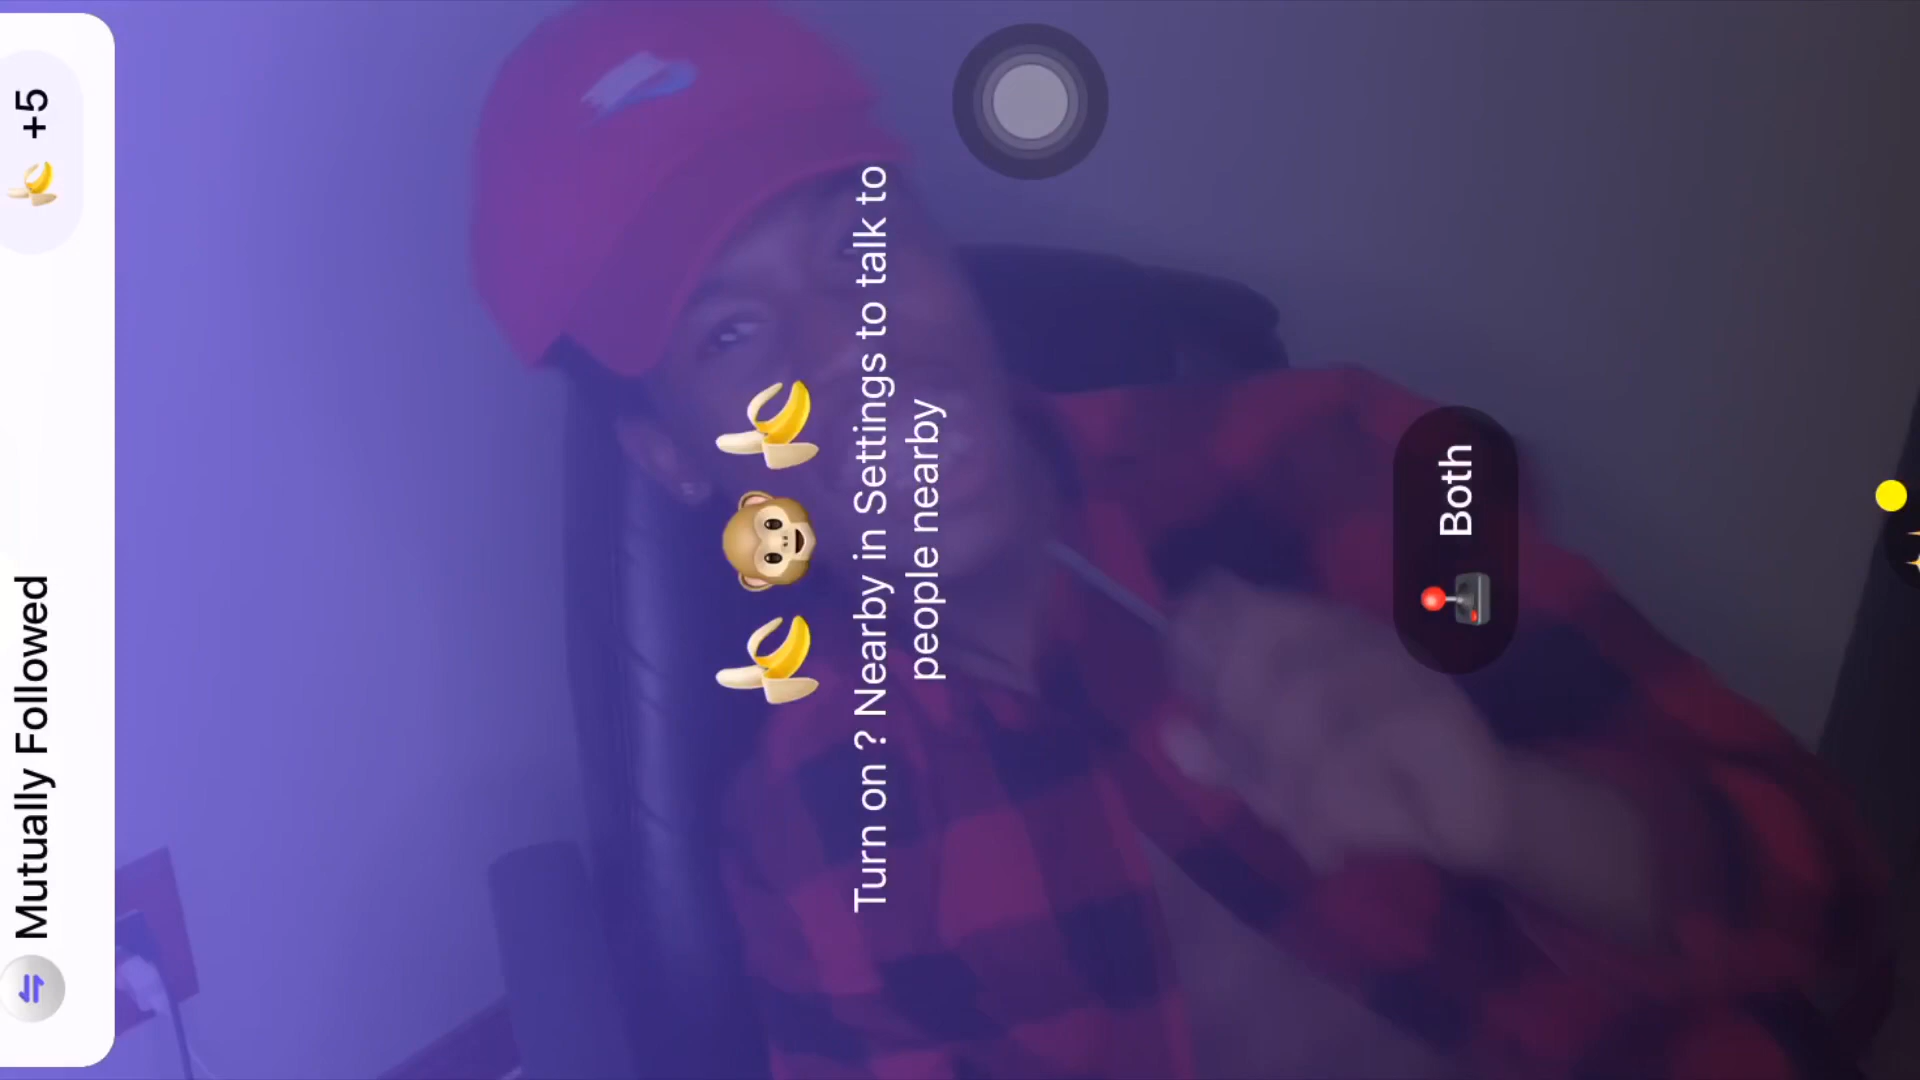 Mutually Followed
+5
Turn on ? Nearby in Settings to talk to
people nearby
Both